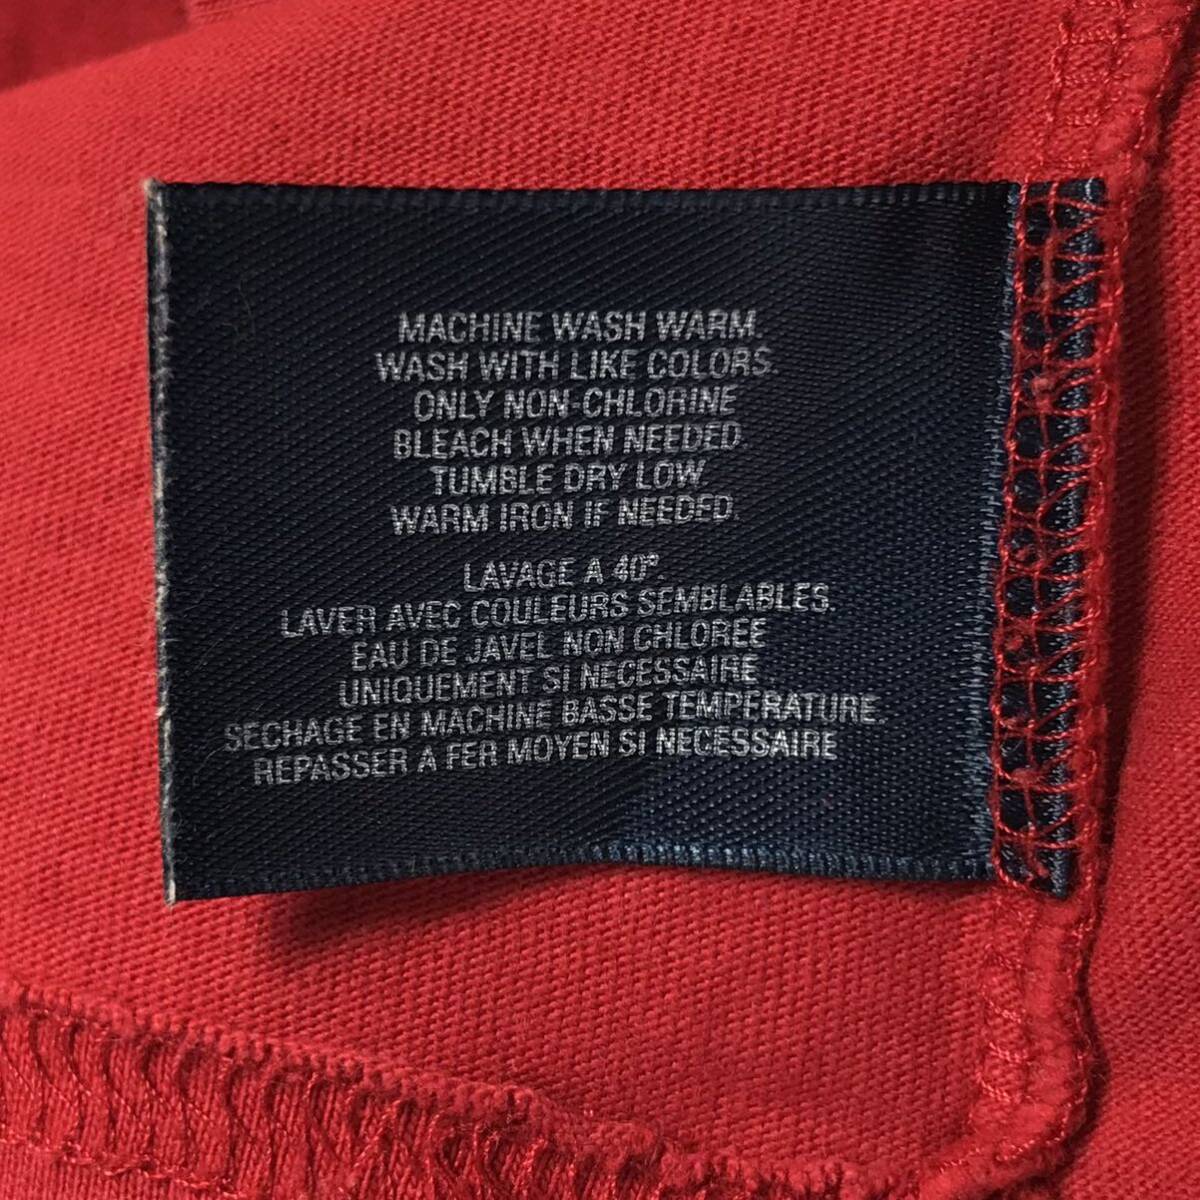 MACHINE WASH WARM.
WASH WITH LIKE COLORS.
ONLY NON-CHLORINE
BLEACH WHEN NEEDED.
TUMBLE DRY LOW
WARM IRON IF NEEDED
LAVAGE A 40°.
LAVER AVEC COULEURS SEMBLABLES.
EAU DE JAVEL NON CHLOREE
UNIQUEMENT SI NECESSAIRE
SECHAGE EN MACHINE BASSE TEMPERATURE.
REPASSER A FER MOYEN SI NECESSAIRE